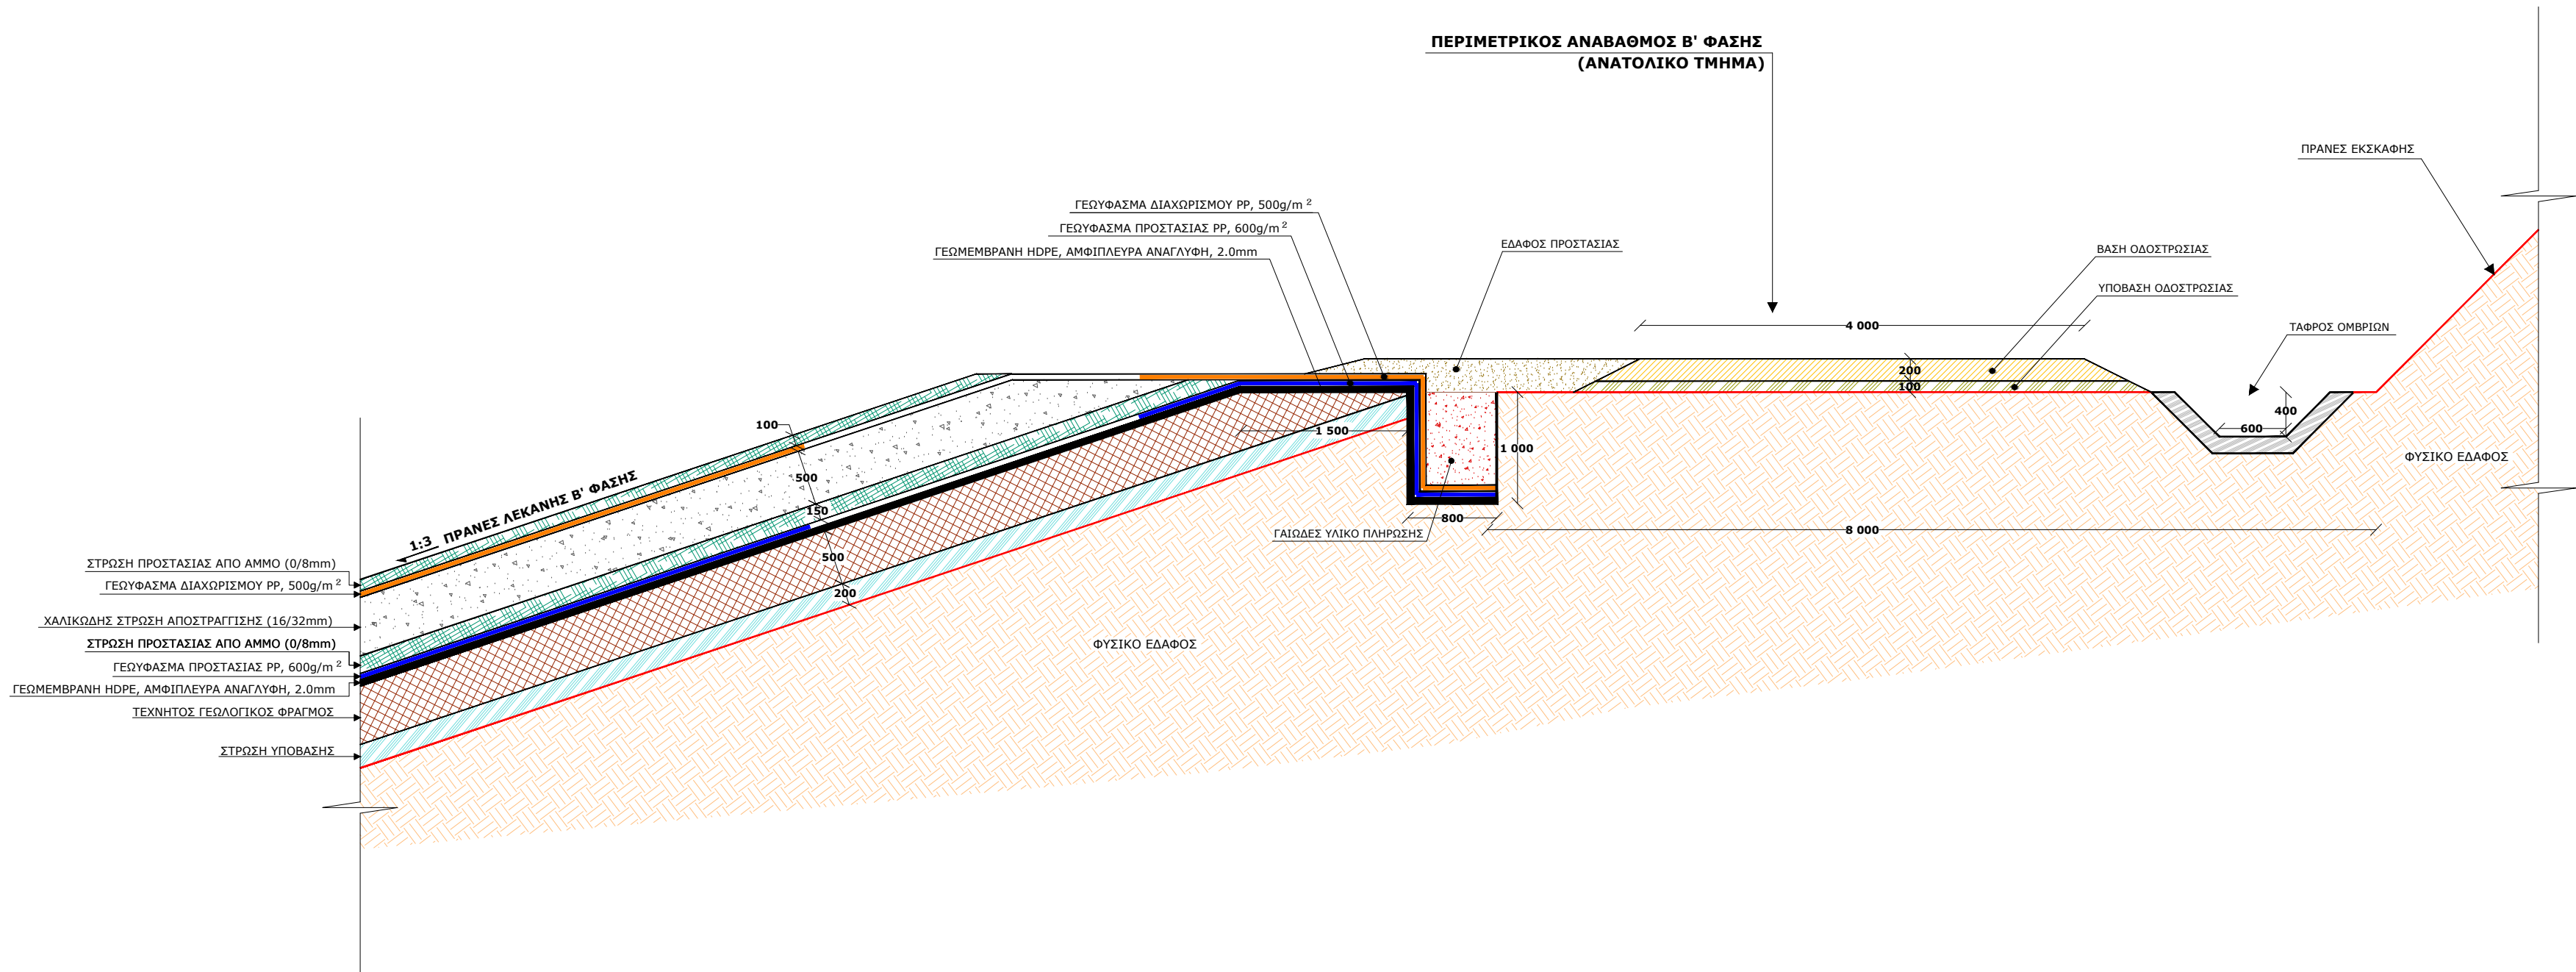 ΠΕΡΙΜΕΤΡΙΚΟΣ ΑΝΑΒΑΘΜΟΣ Β' ΦΑΣΗΣ
(ΑΝΑΤΟΛΙΚΟ ΤΜΗΜΑ)
ΠΡΑΝΕΣ ΕΚΣΚΑΦΗΣ
ΓΕΩΥΦΑΣΜΑ ΔΙΑΧΩΡΙΣΜΟΥ PP, 500g/m 2
ΓΕΩΥΦΑΣΜΑ ΠΡΟΣΤΑΣΙΑΣ PP, 600g/m 2
ΓΕΩΜΕΜΒΡΑΝΗ HDPE, ΑΜΦΙΠΛΕΥΡΑ ΑΝΑΓΛΥΦΗ, 2.0mm
ΕΔΑΦΟΣ ΠΡΟΣΤΑΣΙΑΣ
ΒΑΣΗ ΟΔΟΣΤΡΩΣΙΑΣ
ΥΠΟΒΑΣΗ ΟΔΟΣΤΡΩΣΙΑΣ
ΤΑΦΡΟΣ ΟΜΒΡΙΩΝ
4 000
200
100
400
600
1 500
1 000
800
8 000
ΦΥΣΙΚΟ ΕΔΑΦΟΣ
ΓΑΙΩΔΕΣ ΥΛΙΚΟ ΠΛΗΡΩΣΗΣ
100
500
150
500
200
1:3 ΠΡΑΝΕΣ ΛΕΚΑΝΗΣ Β' ΦΑΣΗΣ
ΣΤΡΩΣΗ ΠΡΟΣΤΑΣΙΑΣ ΑΠΟ ΑΜΜΟ (0/8mm)
ΓΕΩΥΦΑΣΜΑ ΔΙΑΧΩΡΙΣΜΟΥ PP, 500g/m 2
ΧΑΛΙΚΩΔΗΣ ΣΤΡΩΣΗ ΑΠΟΣΤΡΑΓΓΙΣΗΣ (16/32mm)
ΣΤΡΩΣΗ ΠΡΟΣΤΑΣΙΑΣ ΑΠΟ ΑΜΜΟ (0/8mm)
ΓΕΩΥΦΑΣΜΑ ΠΡΟΣΤΑΣΙΑΣ PP, 600g/m 2
ΓΕΩΜΕΜΒΡΑΝΗ HDPE, ΑΜΦΙΠΛΕΥΡΑ ΑΝΑΓΛΥΦΗ, 2.0mm
ΤΕΧΝΗΤΟΣ ΓΕΩΛΟΓΙΚΟΣ ΦΡΑΓΜΟΣ
ΣΤΡΩΣΗ ΥΠΟΒΑΣΗΣ
ΦΥΣΙΚΟ ΕΔΑΦΟΣ